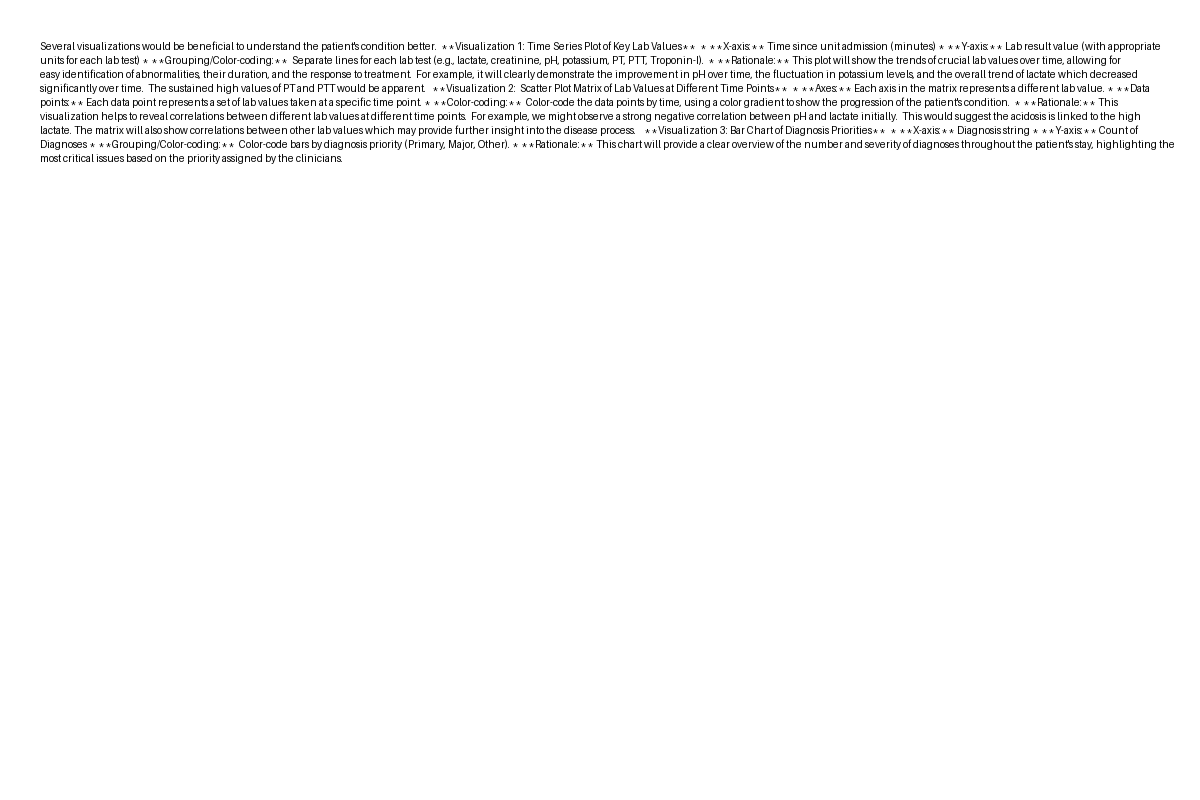 Several visualizations would be beneficial to understand the patient's condition better. **Visualization 1: Time Series Plot of Key Lab Values** * **X-axis:** Time since unit admission (minutes) * **Y-axis:** Lab result value (with appropriate
units for each lab test) * **Grouping/Color-coding:** Separate lines for each lab test (e.g., lactate, creatinine, pH, potassium, PT, PTT, Troponin-I). * **Rationale:** This plot will show the trends of crucial lab values over time, allowing for
easy identification of abnormalities, their duration, and the response to treatment. For example, it will clearly demonstrate the improvement in pH over time, the fluctuation in potassium levels, and the overall trend of lactate which decreased
significantly over time. The sustained high values of PT and PTT would be apparent. **Visualization 2: Scatter Plot Matrix of Lab Values at Different Time Points** * **Axes:** Each axis in the matrix represents a different lab value. * **Data
points:** Each data point represents a set of lab values taken at a specific time point. * **Color-coding:** Color-code the data points by time, using a color gradient to show the progression of the patient's condition. * **Rationale:** This
visualization helps to reveal correlations between different lab values at different time points. For example, we might observe a strong negative correlation between pH and lactate initially. This would suggest the acidosis is linked to the high
lactate. The matrix will also show correlations between other lab values which may provide further insight into the disease process. **Visualization 3: Bar Chart of Diagnosis Priorities** * **X-axis:** Diagnosis string * **Y-axis:** Count of
Diagnoses * **Grouping/Color-coding:** Color-code bars by diagnosis priority (Primary, Major, Other). * **Rationale:** This chart will provide a clear overview of the number and severity of diagnoses throughout the patient's stay, highlighting the
most critical issues based on the priority assigned by the clinicians.